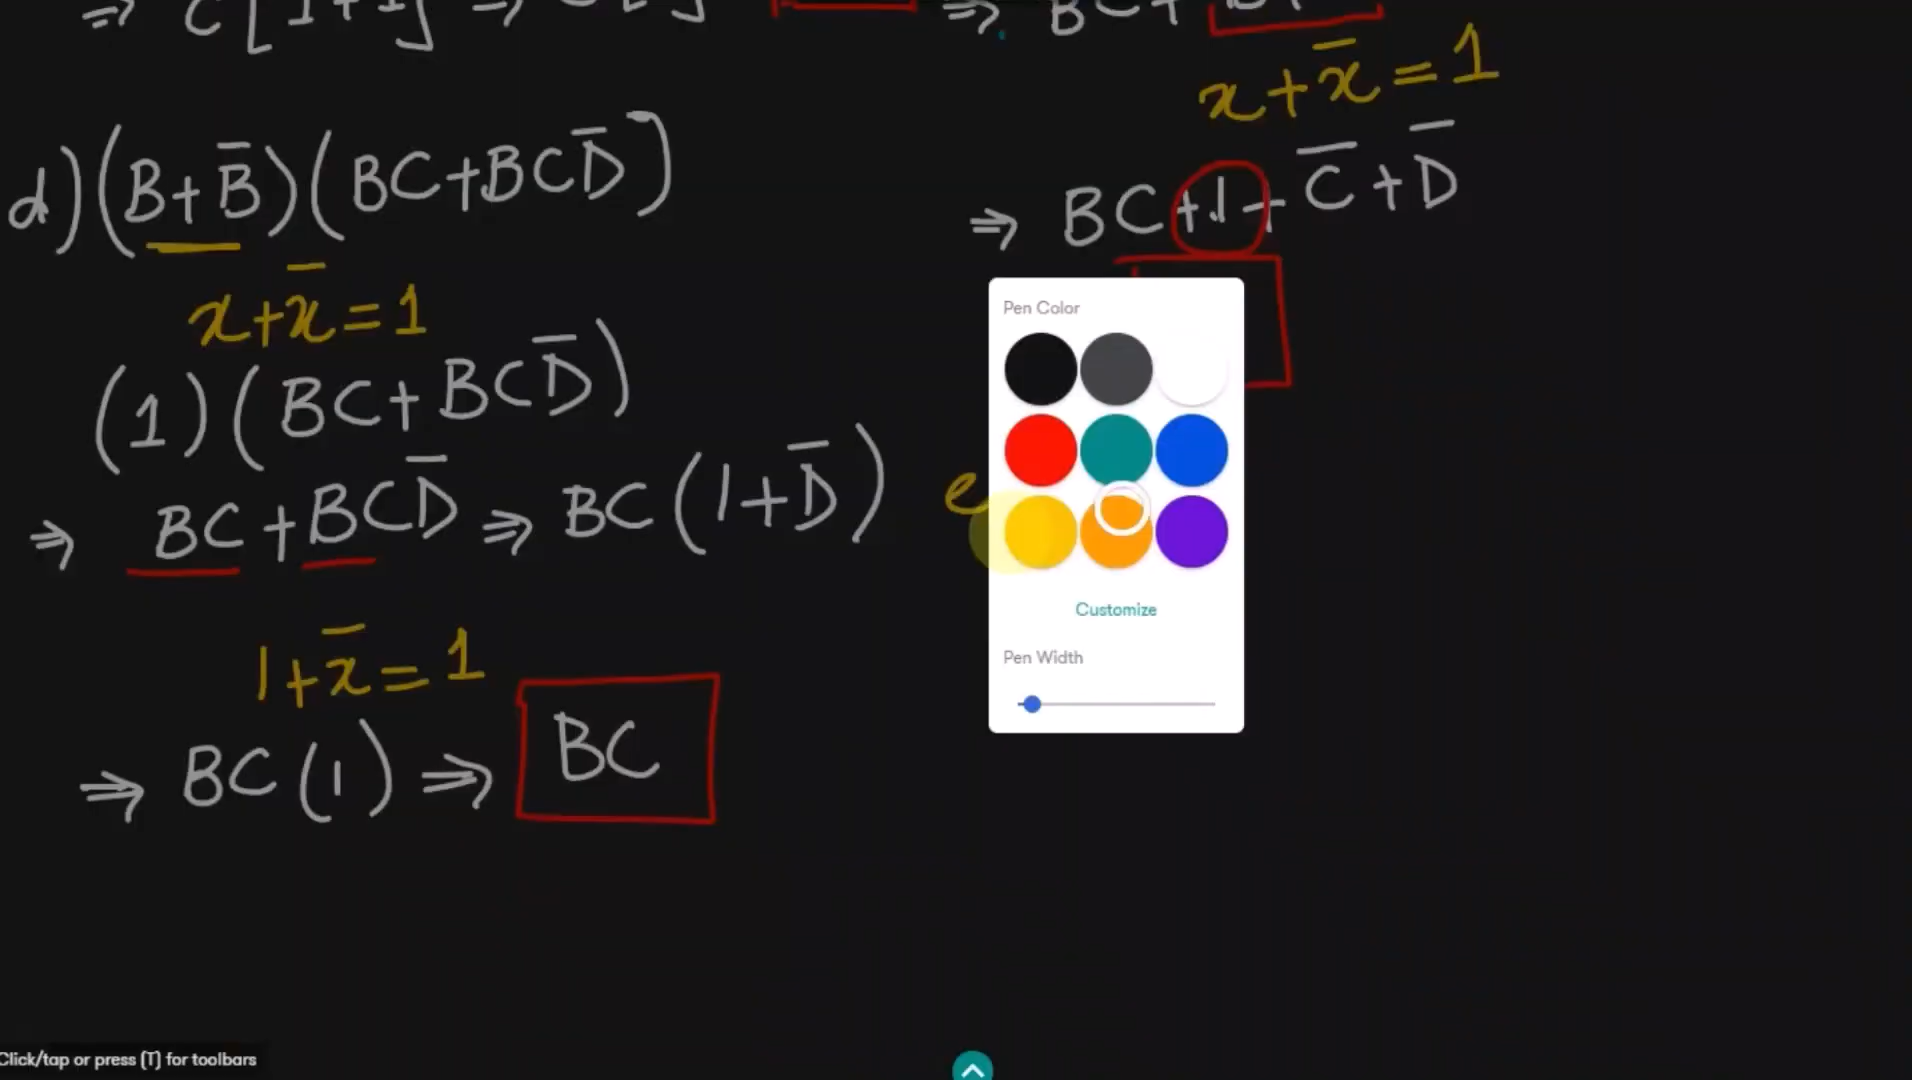 d) (B+B̅)(BC+BCD̅)
x+x̅=1
(1)(BC+BCD̅)
⇒ BC+BCD̅ ⇒ BC(1+D̅)
1+x̅=1
⇒ BC(1) ⇒ BC
x+x̅=1
⇒ BC+1+C̅+D̅
e
Pen Color
Customize
Pen Width
Click/tap or press (T) for toolbars